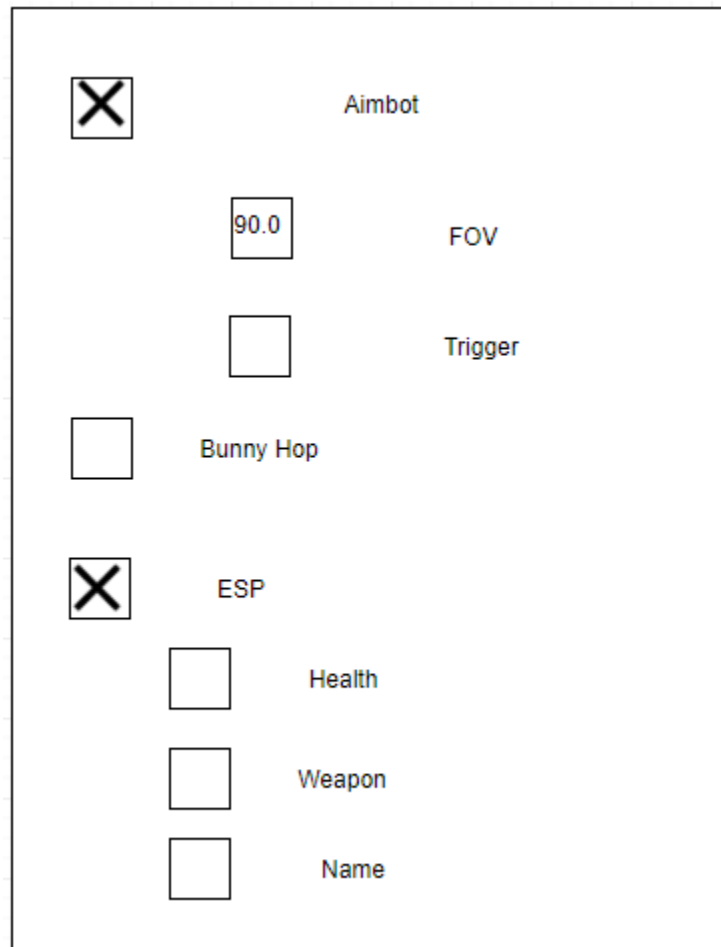 Aimbot
90.0 FOV
Trigger
Bunny Hop
ESP
Health
Weapon
Name